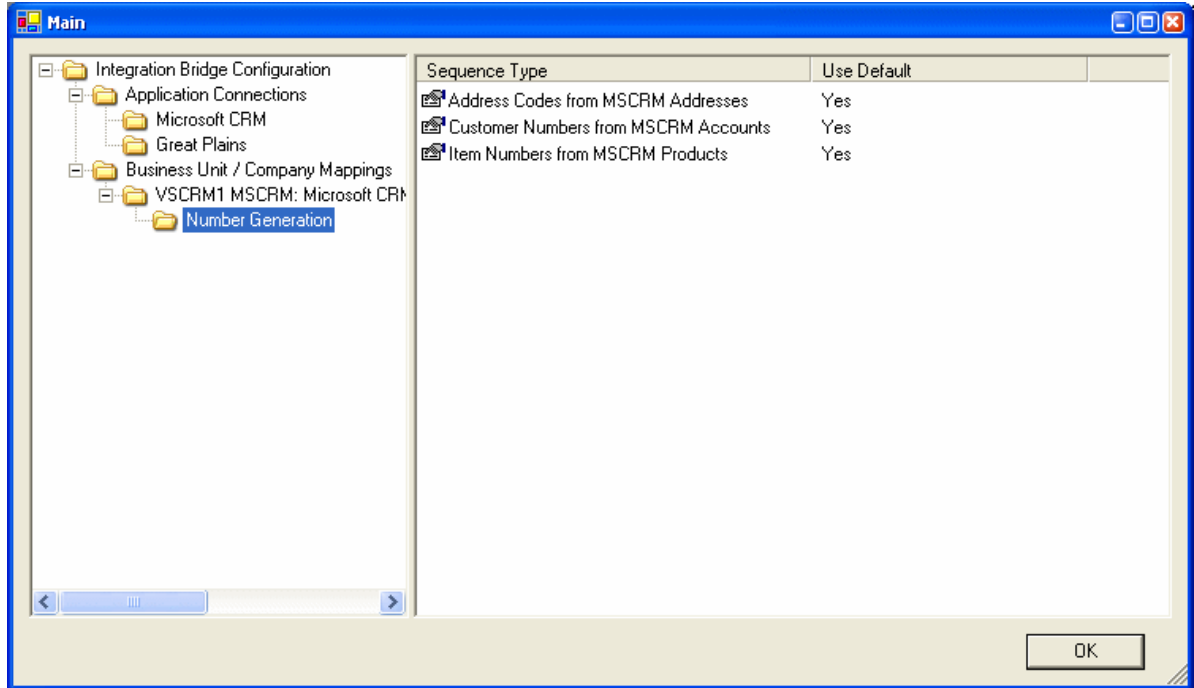 Main
Integration Bridge Configuration
Application Connections
Microsoft CRM
Great Plains
Business Unit / Company Mappings
VSCRM1 MSCRM: Microsoft CRM
Number Generation
Sequence Type Use Default
Address Codes from MSCRM Addresses Yes
Customer Numbers from MSCRM Accounts Yes
Item Numbers from MSCRM Products Yes
OK